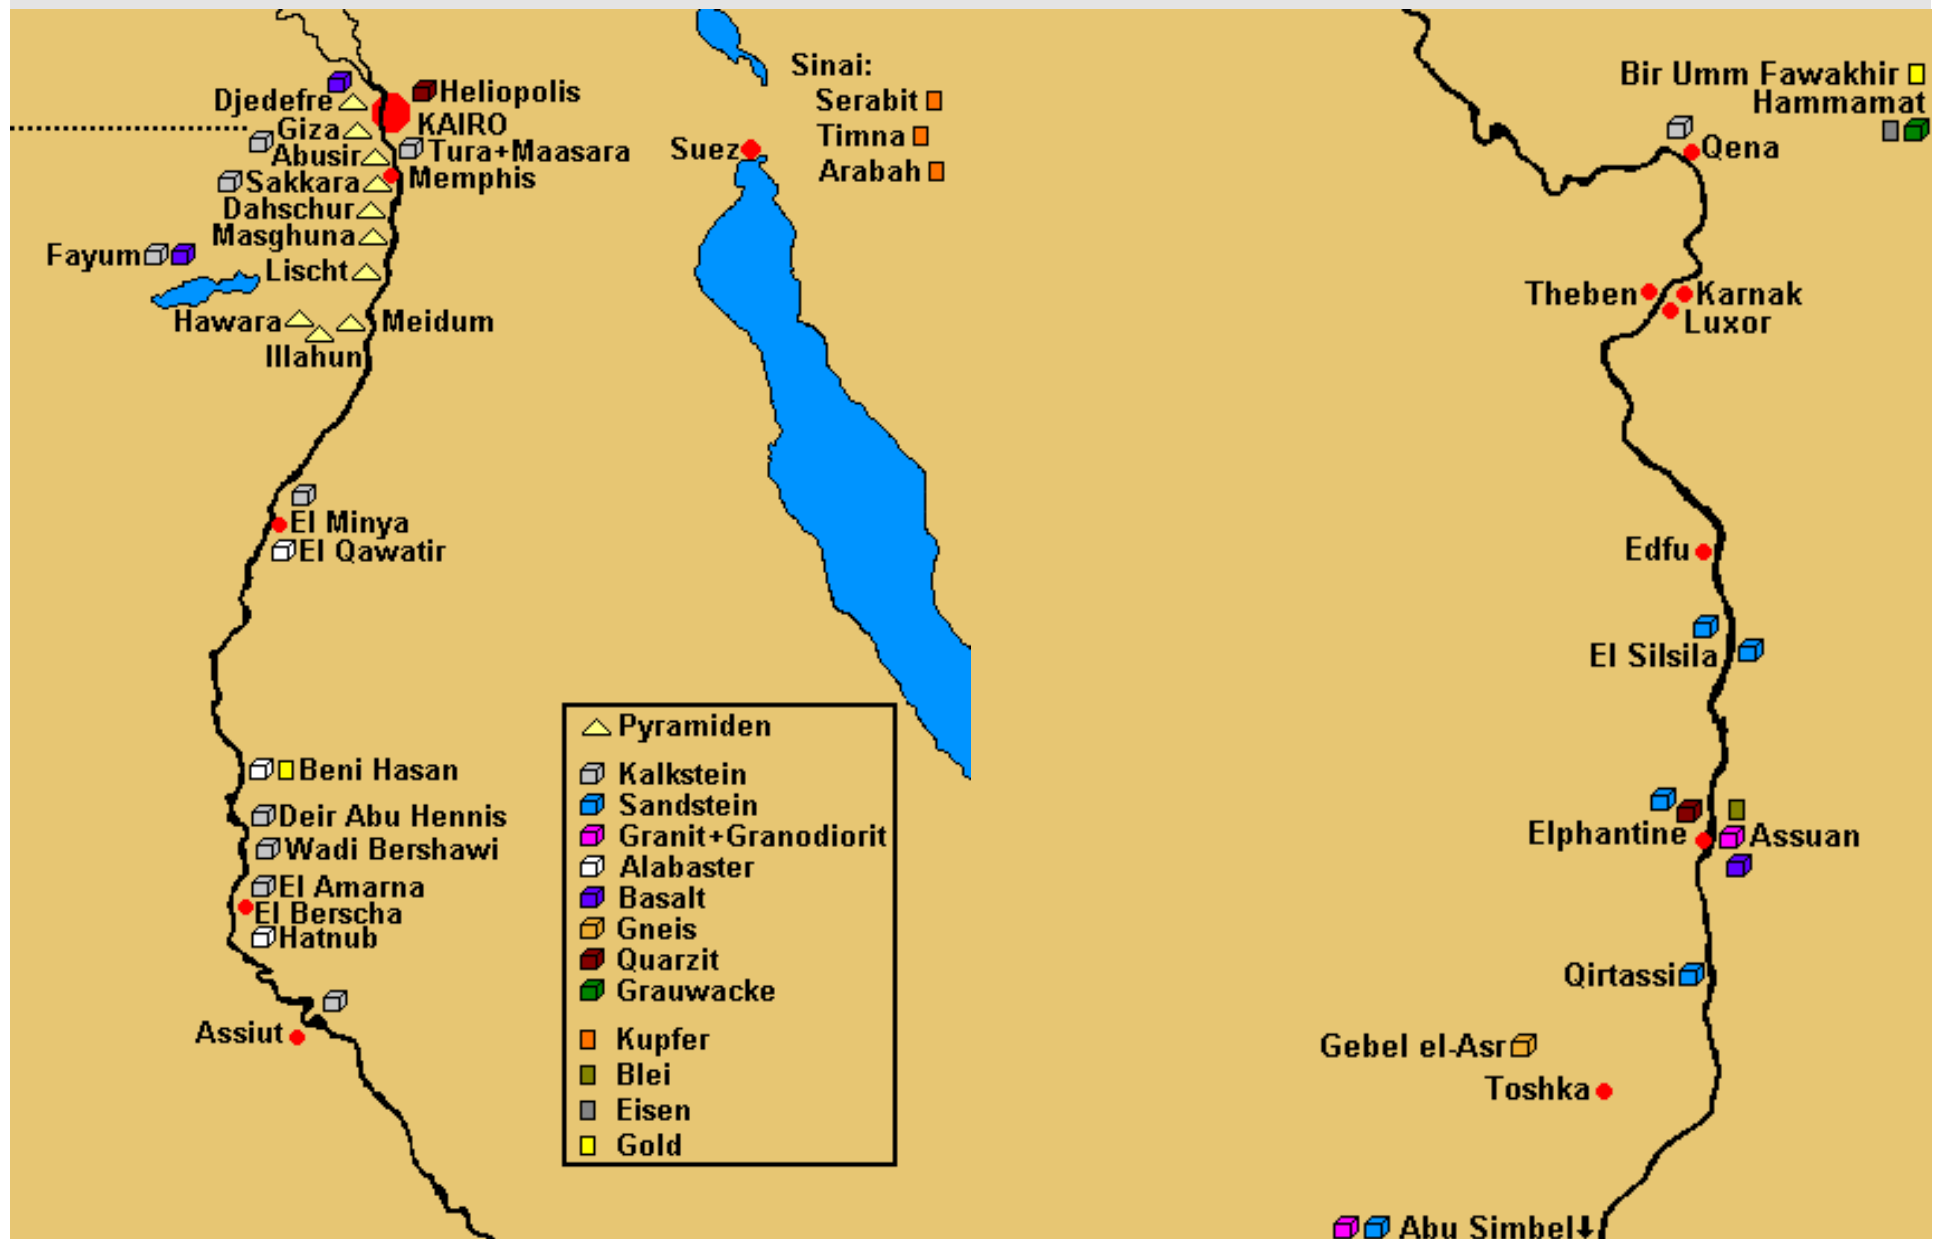 Djedefre
Heliopolis
KAIRO
Giza
Abusir
Tura+Maasara
Sakkara
Memphis
Dahschur
Masghuna
Fayum
Lischt
Hawara
Meidum
Illahun
Sinai:
Serabit
Timna
Arabah
Suez
El Minya
El Qawatir
Beni Hasan
Deir Abu Hennis
Wadi Bershawi
El Amarna
El Berscha
Hatnub
Assiut
Pyramiden
Kalkstein
Sandstein
Granit+Granodiorit
Alabaster
Basalt
Gneis
Quarzit
Grauwacke
Kupfer
Blei
Eisen
Gold
Bir Umm Fawakhir
Hammamat
Qena
Theben
Karnak
Luxor
Edfu
El Silsila
Elphantine
Assuan
Qirtassi
Gebel el-Asr
Toshka
Abu Simbel